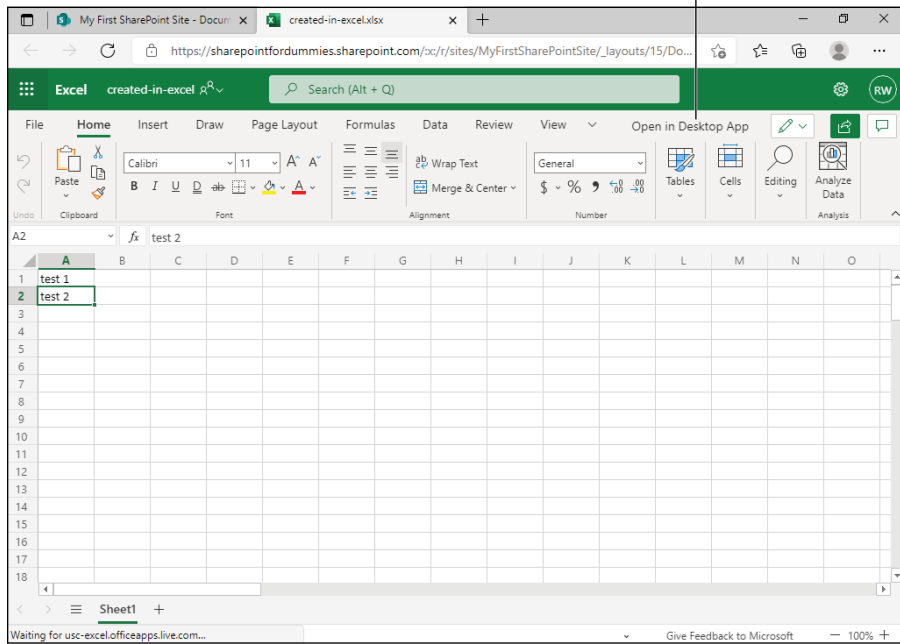 My First SharePoint Site - Docum
created-in-excel.xlsx
https://sharepointfordummies.sharepoint.com/:x:/r/sites/MyFirstSharePointSite/_layouts/15/Do...
Excel created-in-excel Search (Alt + Q) RW
File Home Insert Draw Page Layout Formulas Data Review View Open in Desktop App
Calibri 11 A A ab Wrap Text General
Paste B I U D ab A Merge & Center $ % 9 .00 .00 Tables Cells Editing Analyze Data
Undo Clipboard Font Alignment Number Analysis
A2 fx test 2
A B C D E F G H I J K L M N O
1 test 1
2 test 2
3
4
5
6
7
8
9
10
11
12
13
14
15
16
17
18
Sheet1
Waiting for usc-excel.officeapps.live.com... Give Feedback to Microsoft 100%